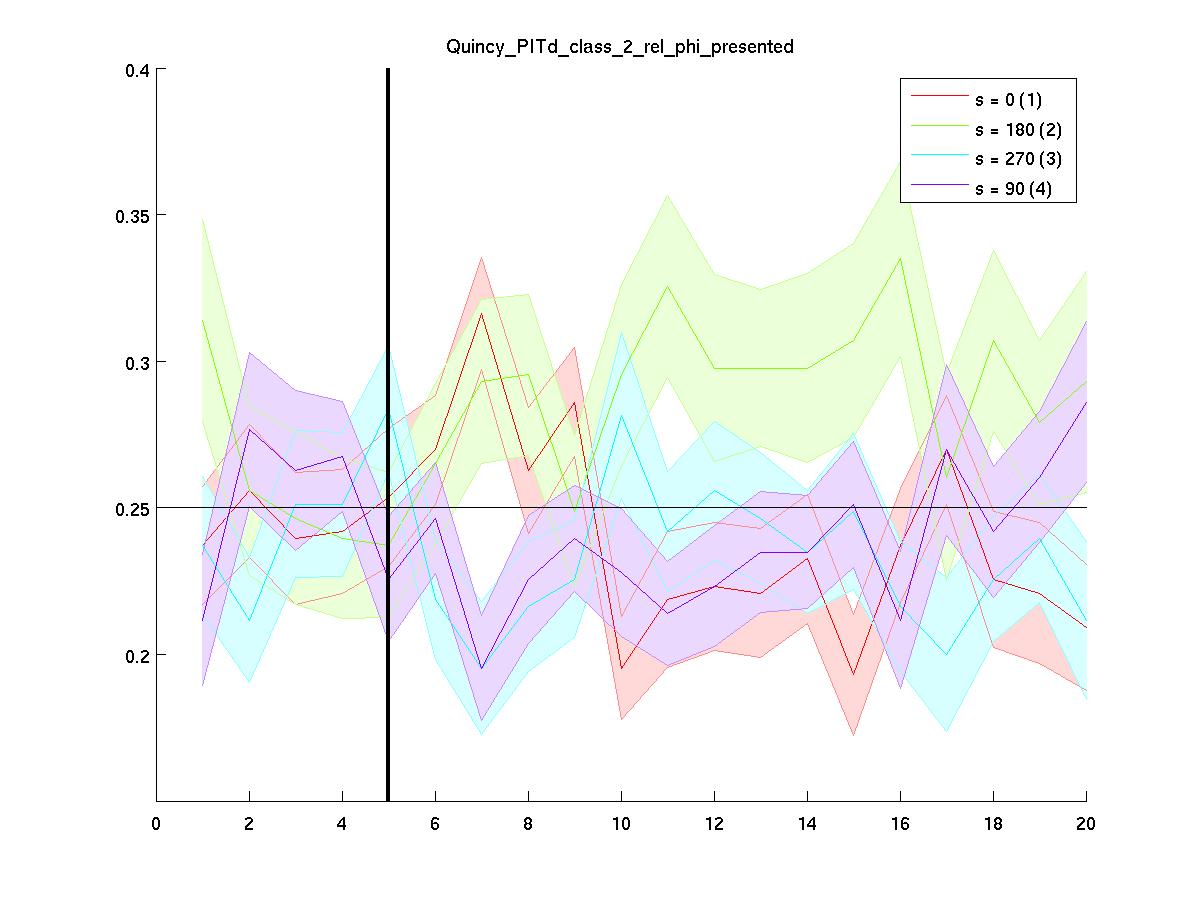 Quincy_PITd_class_2_rel_phi_presented
0.4
0.35
0.3
0.25
0.2
s = 0 (1)
s = 180 (2)
s = 270 (3)
s = 90 (4)
0 2 4 6 8 10 12 14 16 18 20